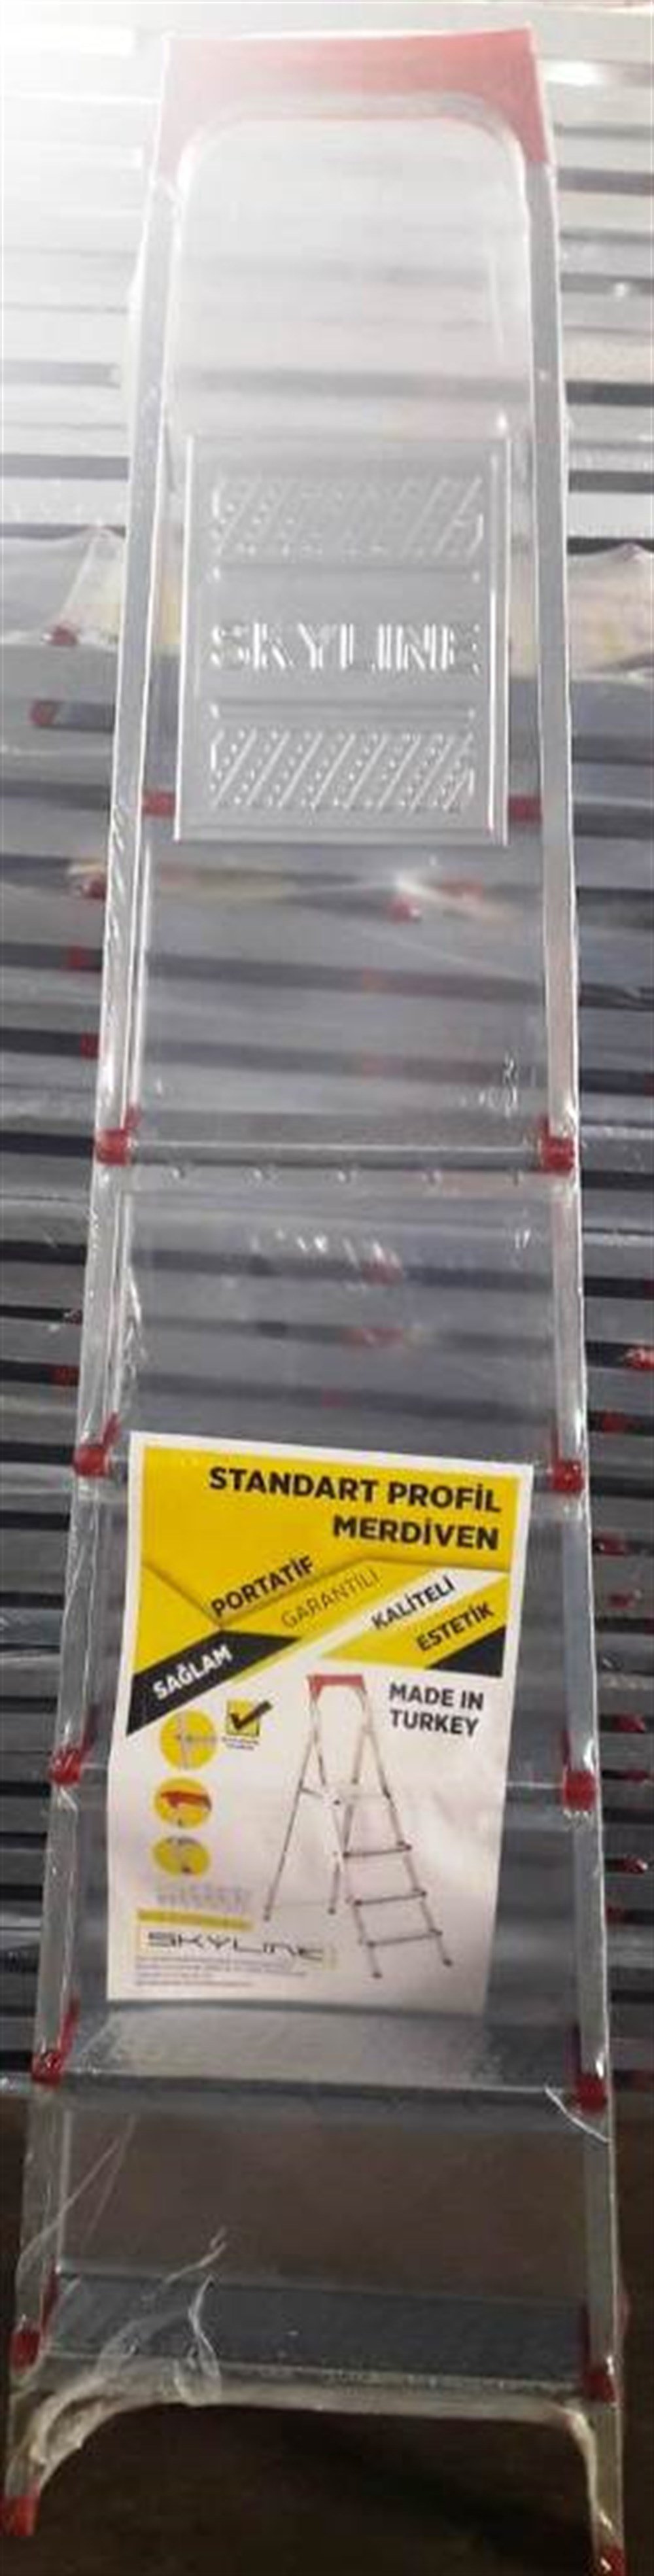 SKYLINE
STANDART PROFİL
MERDİVEN
PORTATİF
GARANTİLİ
KALİTELİ
ESTETİK
SAĞLAM
MADE IN
TURKEY
SKYLINE